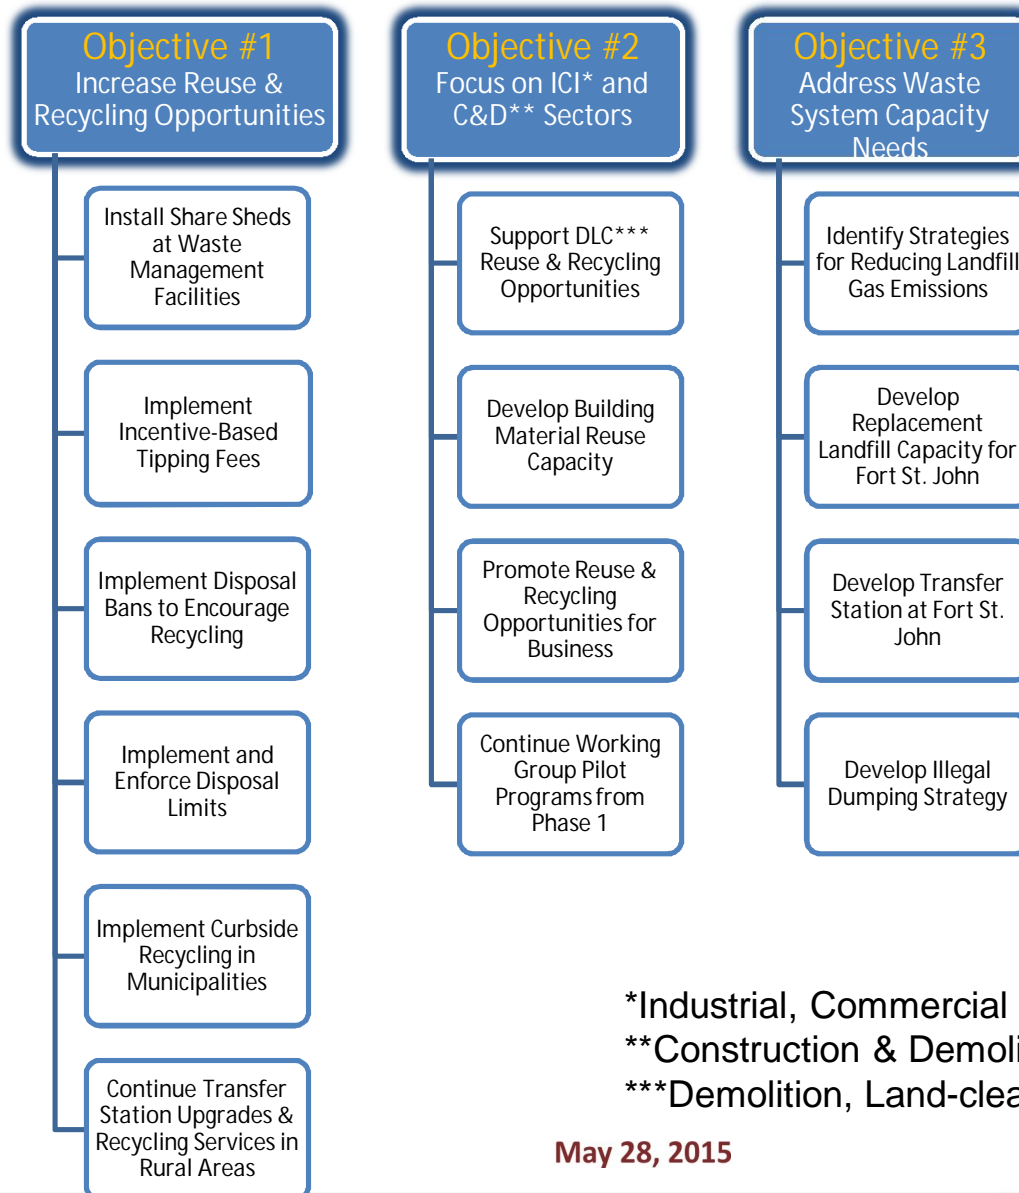 Objective #1
Increase Reuse &
Recycling Opportunities
Install Share Sheds
at Waste
Management
Facilities
Implement
Incentive-Based
Tipping Fees
Implement Disposal
Bans to Encourage
Recycling
Implement and
Enforce Disposal
Limits
Implement Curbside
Recycling in
Municipalities
Continue Transfer
Station Upgrades &
Recycling Services in
Rural Areas
Objective #2
Focus on ICI* and
C&D** Sectors
Support DLC***
Reuse & Recycling
Opportunities
Develop Building
Material Reuse
Capacity
Promote Reuse &
Recycling
Opportunities for
Business
Continue Working
Group Pilot
Programs from
Phase 1
Objective #3
Address Waste
System Capacity
Needs
Identify Strategies
for Reducing Landfill
Gas Emissions
Develop
Replacement
Landfill Capacity for
Fort St. John
Develop Transfer
Station at Fort St.
John
Develop Illegal
Dumping Strategy
*Industrial, Commercial
**Construction & Demoli
***Demolition, Land-clea
May 28, 2015